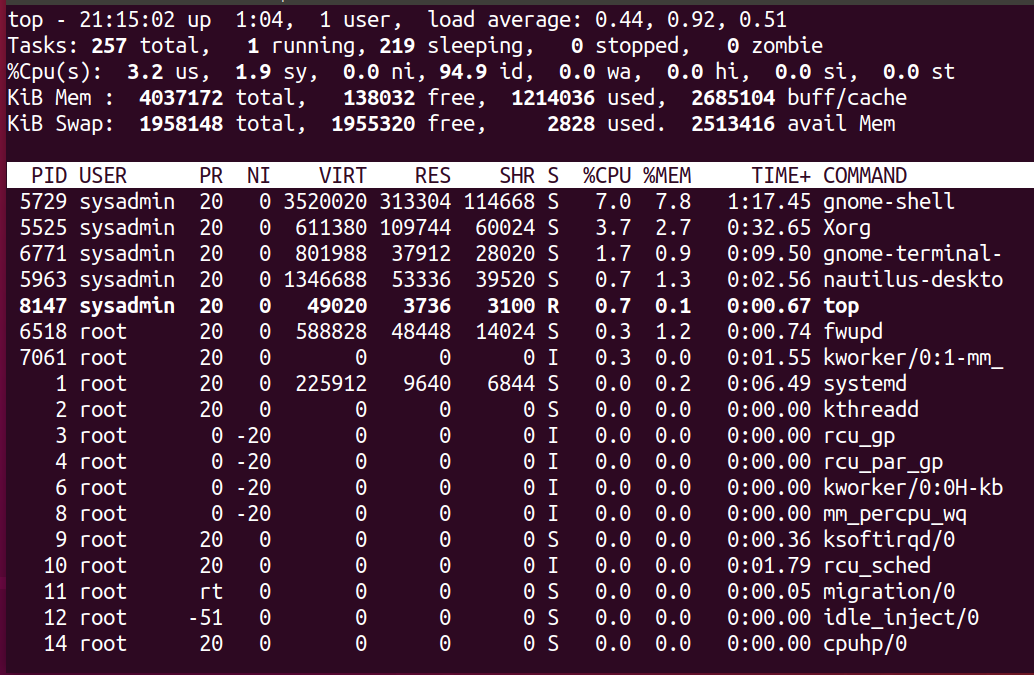 top - 21:15:02 up  1:04,  1 user,  load average: 0.44, 0.92, 0.51
Tasks: 257 total,   1 running, 219 sleeping,   0 stopped,   0 zombie
%Cpu(s):  3.2 us,  1.9 sy,  0.0 ni, 94.9 id,  0.0 wa,  0.0 hi,  0.0 si,  0.0 st
KiB Mem :  4037172 total,   138032 free,  1214036 used,  2685104 buff/cache
KiB Swap:  1958148 total,  1955320 free,     2828 used.  2513416 avail Mem
  PID USER      PR  NI    VIRT    RES    SHR S  %CPU %MEM     TIME+ COMMAND
 5729 sysadmin  20   0 3520020 313304 114668 S   7.0  7.8   1:17.45 gnome-shell
 5525 sysadmin  20   0  611380 109744  60024 S   3.7  2.7   0:32.65 Xorg
 6771 sysadmin  20   0  801988  37912  28020 S   1.7  0.9   0:09.50 gnome-terminal-
 5963 sysadmin  20   0 1346688  53336  39520 S   0.7  1.3   0:02.56 nautilus-deskto
 8147 sysadmin  20   0   49020   3736   3100 R   0.7  0.1   0:00.67 top
 6518 root      20   0  588828  48448  14024 S   0.3  1.2   0:00.74 fwupd
 7061 root      20   0       0      0      0 I   0.3  0.0   0:01.55 kworker/0:1-mm_
    1 root      20   0  225912   9640   6844 S   0.0  0.2   0:06.49 systemd
    2 root      20   0       0      0      0 S   0.0  0.0   0:00.00 kthreadd
    3 root       0 -20       0      0      0 I   0.0  0.0   0:00.00 rcu_gp
    4 root       0 -20       0      0      0 I   0.0  0.0   0:00.00 rcu_par_gp
    6 root       0 -20       0      0      0 I   0.0  0.0   0:00.00 kworker/0:0H-kb
    8 root       0 -20       0      0      0 I   0.0  0.0   0:00.00 mm_percpu_wq
    9 root      20   0       0      0      0 S   0.0  0.0   0:00.36 ksoftirqd/0
   10 root      20   0       0      0      0 I   0.0  0.0   0:01.79 rcu_sched
   11 root      rt   0       0      0      0 S   0.0  0.0   0:00.05 migration/0
   12 root     -51   0       0      0      0 S   0.0  0.0   0:00.00 idle_inject/0
   14 root      20   0       0      0      0 S   0.0  0.0   0:00.00 cpuhp/0